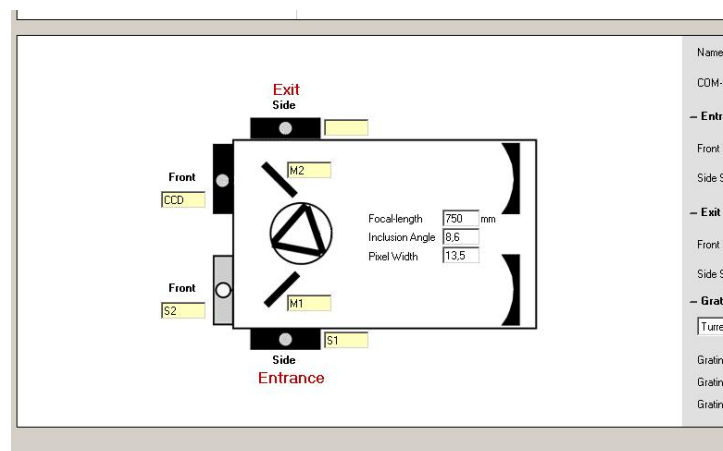 Exit
Side
M2
Front
CCD
Focal-length 750 mm
Inclusion Angle 8,6
Pixel Width 13,5
Front
S2
M1
S1
Side
Entrance
Name
COM-
– Entr
Front
Side S
– Exit
Front
Side S
– Grat
Turre
Gratin
Gratin
Gratin